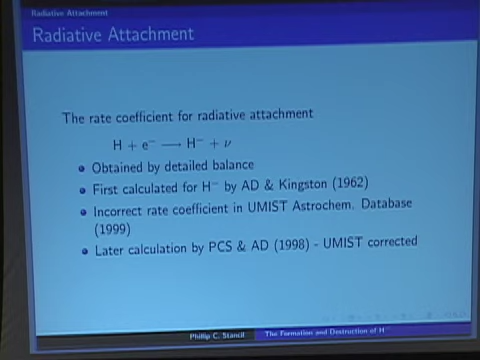 Radiative Attachment
Radiative Attachment
The rate coefficient for radiative attachment
H + e⁻ ⟶ H⁻ + ν
• Obtained by detailed balance
• First calculated for H⁻ by AD & Kingston (1962)
• Incorrect rate coefficient in UMIST Astrochem. Database
(1999)
• Later calculation by PCS & AD (1998) - UMIST corrected
Phillip C. Stancil The Formation and Destruction of H⁻